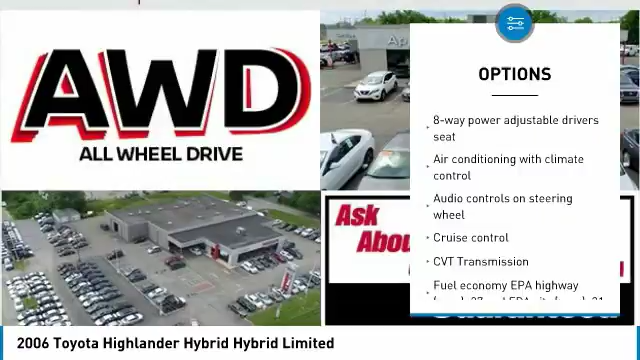 AWD
ALL WHEEL DRIVE
OPTIONS
8-way power adjustable drivers
seat
Air conditioning with climate
control
Audio controls on steering
wheel
Cruise control
CVT Transmission
Fuel economy EPA highway
Ask
Abou
Guaranteed
2006 Toyota Highlander Hybrid Hybrid Limited